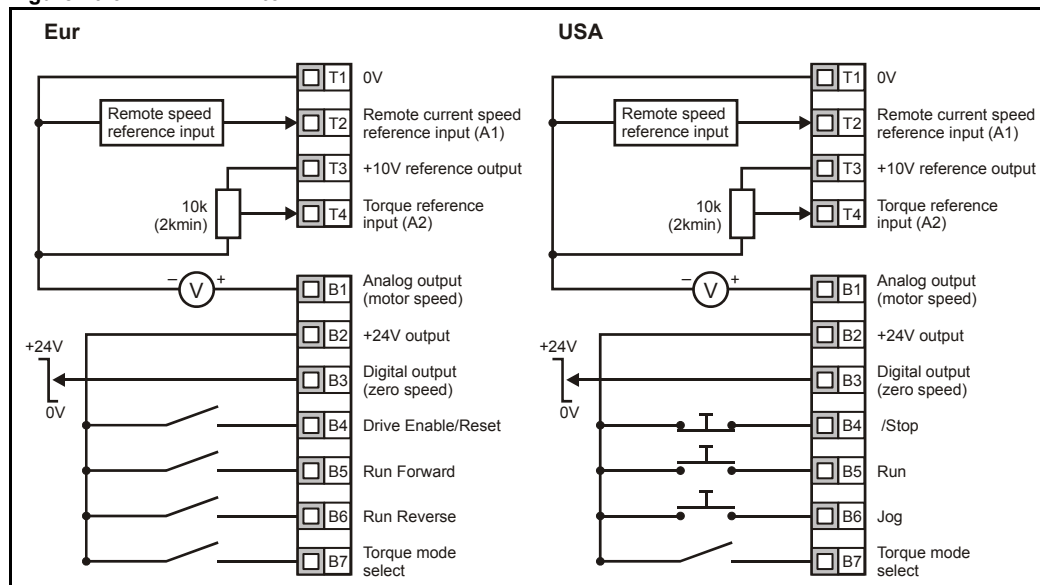 Eur
T1 0V
Remote speed
reference input
T2 Remote current speed
reference input (A1)
T3 +10V reference output
10k
(2kmin)
T4 Torque reference
input (A2)
– V +
B1 Analog output
(motor speed)
B2 +24V output
+24V
0V
B3 Digital output
(zero speed)
B4 Drive Enable/Reset
B5 Run Forward
B6 Run Reverse
B7 Torque mode
select
USA
T1 0V
Remote speed
reference input
T2 Remote current speed
reference input (A1)
T3 +10V reference output
10k
(2kmin)
T4 Torque reference
input (A2)
– V +
B1 Analog output
(motor speed)
B2 +24V output
+24V
0V
B3 Digital output
(zero speed)
B4 /Stop
B5 Run
B6 Jog
B7 Torque mode
select